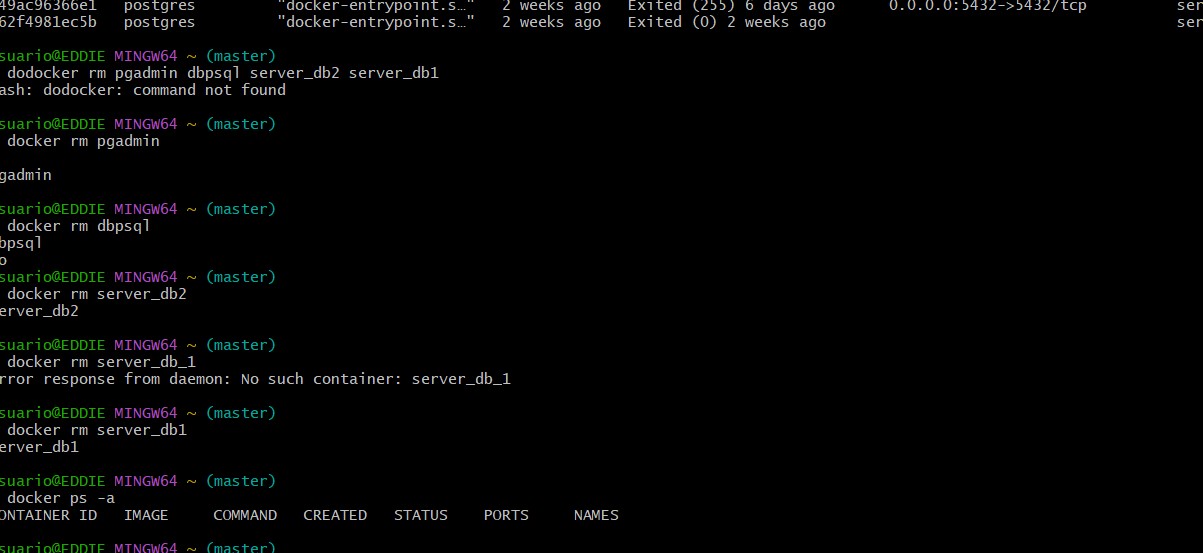 49ac96366e1 postgres "docker-entrypoint.s…" 2 weeks ago Exited (255) 6 days ago 0.0.0.0:5432->5432/tcp ser
62f4981ec5b postgres "docker-entrypoint.s…" 2 weeks ago Exited (0) 2 weeks ago ser
suario@EDDIE MINGW64 ~ (master)
dodocker rm pgadmin dbpsql server_db2 server_db1
ash: dodocker: command not found
suario@EDDIE MINGW64 ~ (master)
docker rm pgadmin
gadmin
suario@EDDIE MINGW64 ~ (master)
docker rm dbpsql
bpsql
o
suario@EDDIE MINGW64 ~ (master)
docker rm server_db2
erver_db2
suario@EDDIE MINGW64 ~ (master)
docker rm server_db_1
rror response from daemon: No such container: server_db_1
suario@EDDIE MINGW64 ~ (master)
docker rm server_db1
erver_db1
suario@EDDIE MINGW64 ~ (master)
docker ps -a
ONTAINER ID IMAGE COMMAND CREATED STATUS PORTS NAMES
suario@EDDIE MINGW64 ~ (master)